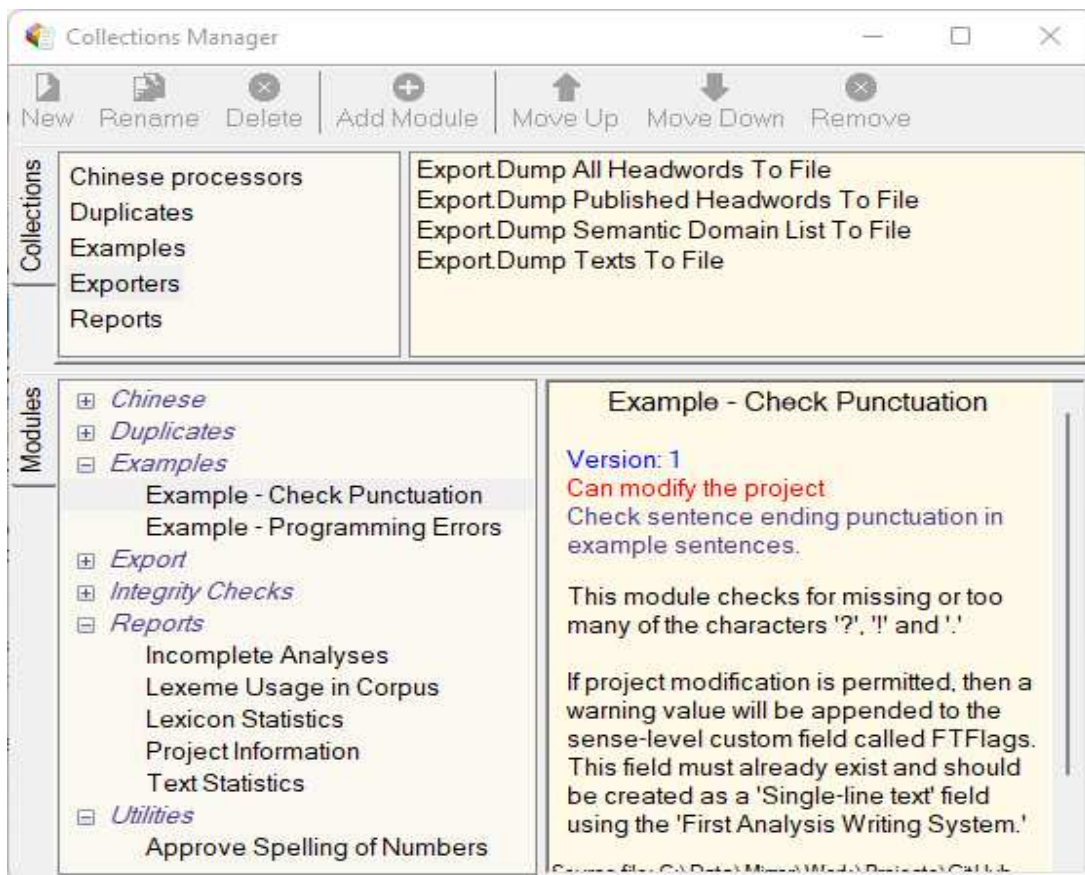 Collections Manager
New Rename Delete Add Module Move Up Move Down Remove
Collections
Chinese processors
Duplicates
Examples
Exporters
Reports
Export.Dump All Headwords To File
Export.Dump Published Headwords To File
Export.Dump Semantic Domain List To File
Export.Dump Texts To File
Modules
Chinese
Duplicates
Examples
Example - Check Punctuation
Example - Programming Errors
Export
Integrity Checks
Reports
Incomplete Analyses
Lexeme Usage in Corpus
Lexicon Statistics
Project Information
Text Statistics
Utilities
Approve Spelling of Numbers
Example - Check Punctuation
Version: 1
Can modify the project
Check sentence ending punctuation in
example sentences.
This module checks for missing or too
many of the characters '?', '!' and '.'
If project modification is permitted, then a
warning value will be appended to the
sense-level custom field called FTFlags.
This field must already exist and should
be created as a 'Single-line text' field
using the 'First Analysis Writing System.'